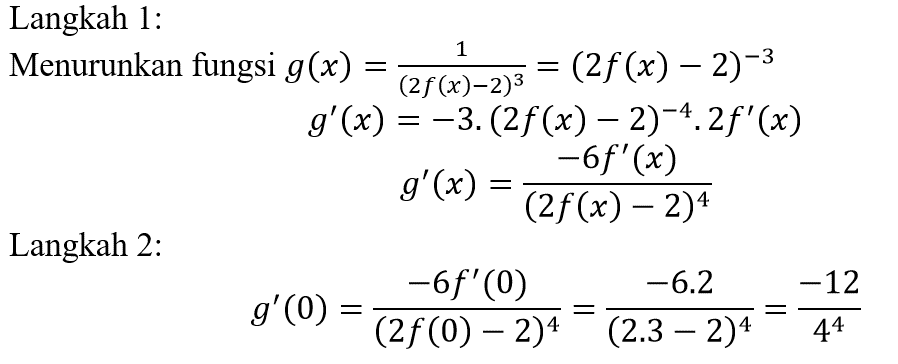 Langkah 1:
Menurunkan fungsi g(x) = 1/(2f(x)−2)³ = (2f(x) − 2)⁻³
g′(x) = −3. (2f(x) − 2)⁻⁴. 2f′(x)
g′(x) = −6f′(x)/(2f(x) − 2)⁴
Langkah 2:
g′(0) = −6f′(0)/(2f(0) − 2)⁴ = −6.2/(2.3 − 2)⁴ = −12/4⁴